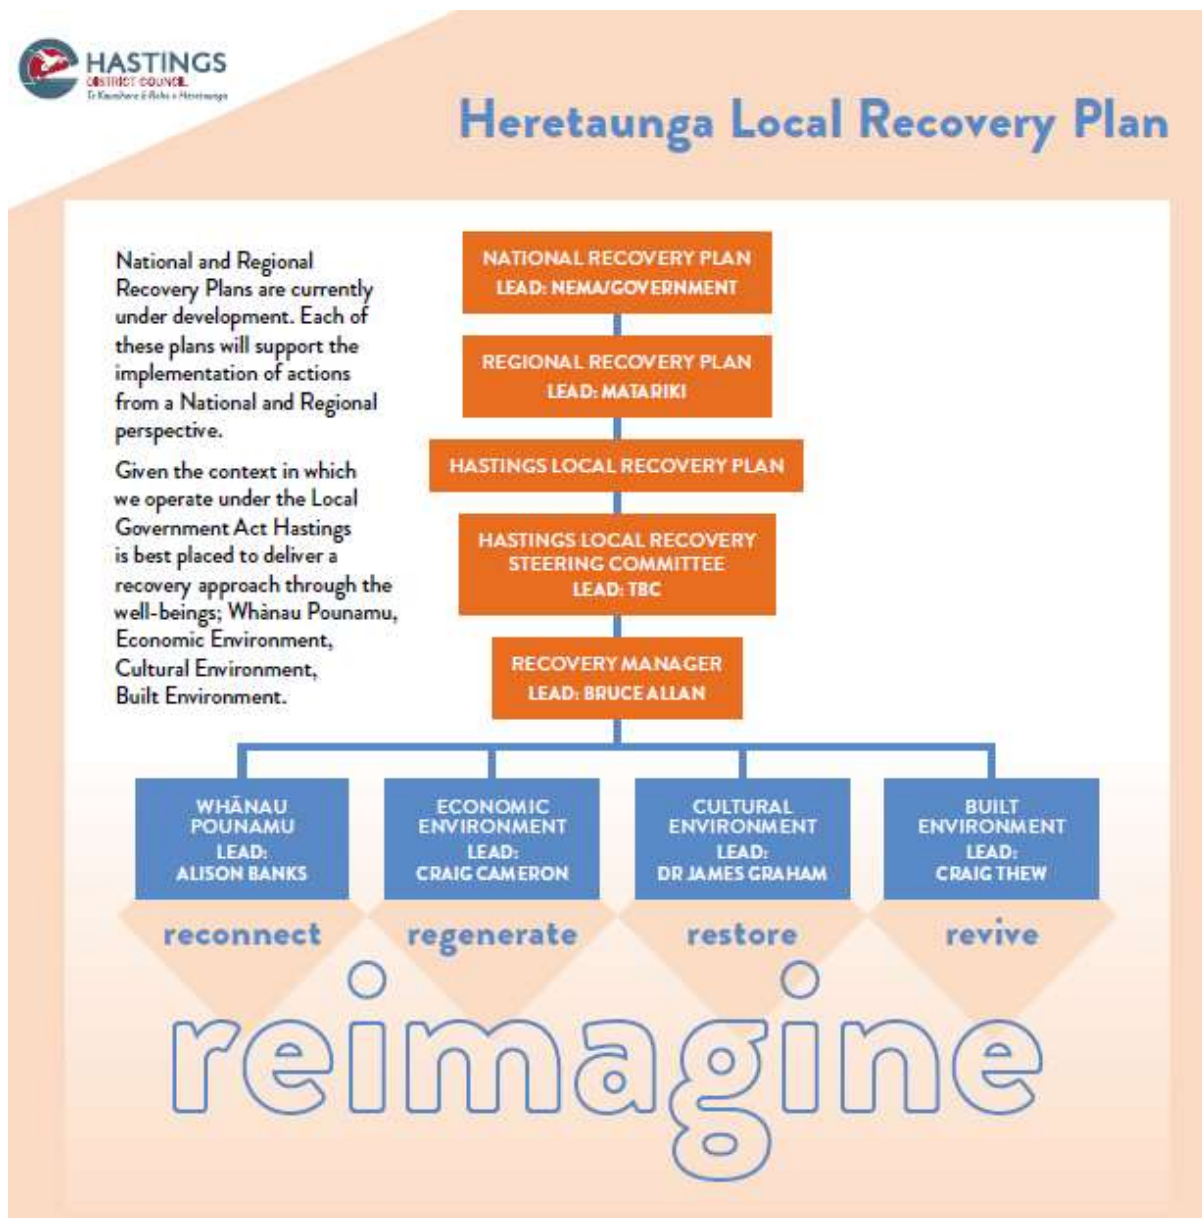 HASTINGS
DISTRICT COUNCIL
Heretaunga Local Recovery Plan
National and Regional
Recovery Plans are currently
under development. Each of
these plans will support the
implementation of actions
from a National and Regional
perspective.
Given the context in which
we operate under the Local
Government Act Hastings
is best placed to deliver a
recovery approach through the
well-beings; Whànau Pounamu,
Economic Environment,
Cultural Environment,
Built Environment.
NATIONAL RECOVERY PLAN
LEAD: NEMA/GOVERNMENT
REGIONAL RECOVERY PLAN
LEAD: MATARIKI
HASTINGS LOCAL RECOVERY PLAN
HASTINGS LOCAL RECOVERY
STEERING COMMITTEE
LEAD: TBC
RECOVERY MANAGER
LEAD: BRUCE ALLAN
WHĀNAU
POUNAMU
LEAD:
ALISON BANKS
ECONOMIC
ENVIRONMENT
LEAD:
CRAIG CAMERON
CULTURAL
ENVIRONMENT
LEAD:
DR JAMES GRAHAM
BUILT
ENVIRONMENT
LEAD:
CRAIG THEW
reconnect
regenerate
restore
revive
reimagine